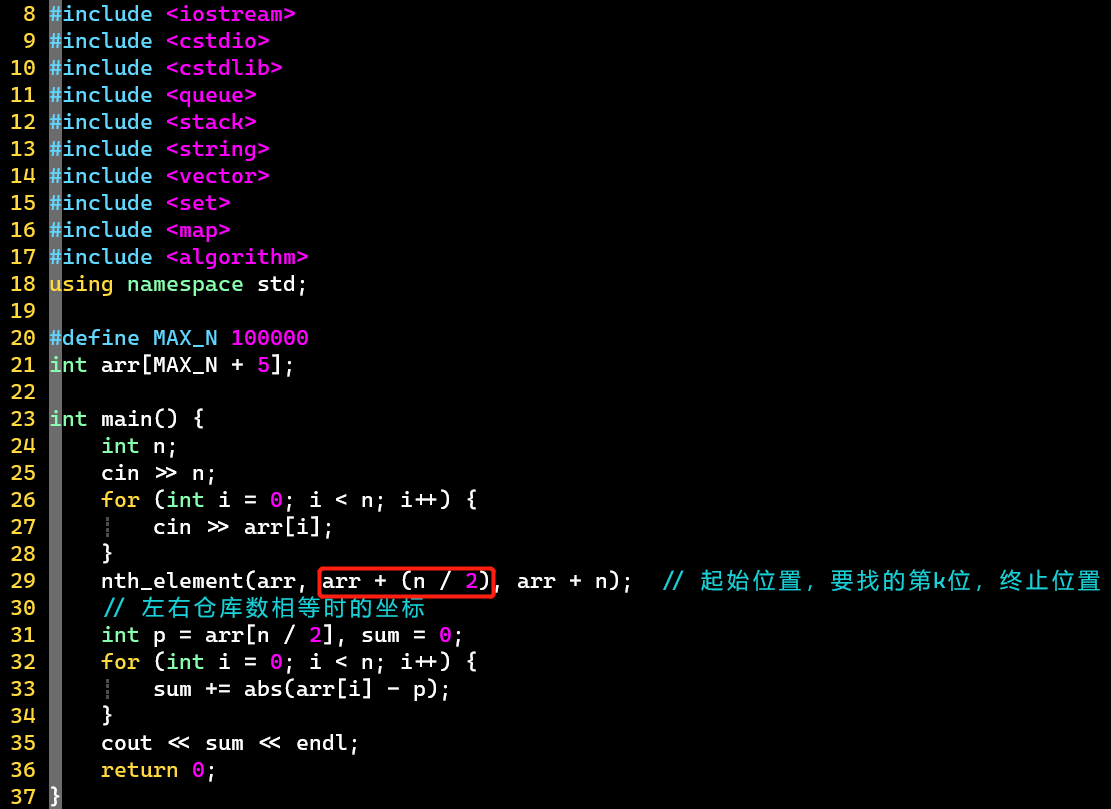 8 #include <iostream>
9 #include <cstdio>
10 #include <cstdlib>
11 #include <queue>
12 #include <stack>
13 #include <string>
14 #include <vector>
15 #include <set>
16 #include <map>
17 #include <algorithm>
18 using namespace std;
19
20 #define MAX_N 100000
21 int arr[MAX_N + 5];
22
23 int main() {
24     int n;
25     cin >> n;
26     for (int i = 0; i < n; i++) {
27         cin >> arr[i];
28     }
29     nth_element(arr, arr + (n / 2), arr + n);  // 起始位置，要找的第k位，终止位置
30     // 左右仓库数相等时的坐标
31     int p = arr[n / 2], sum = 0;
32     for (int i = 0; i < n; i++) {
33         sum += abs(arr[i] - p);
34     }
35     cout << sum << endl;
36     return 0;
37 }